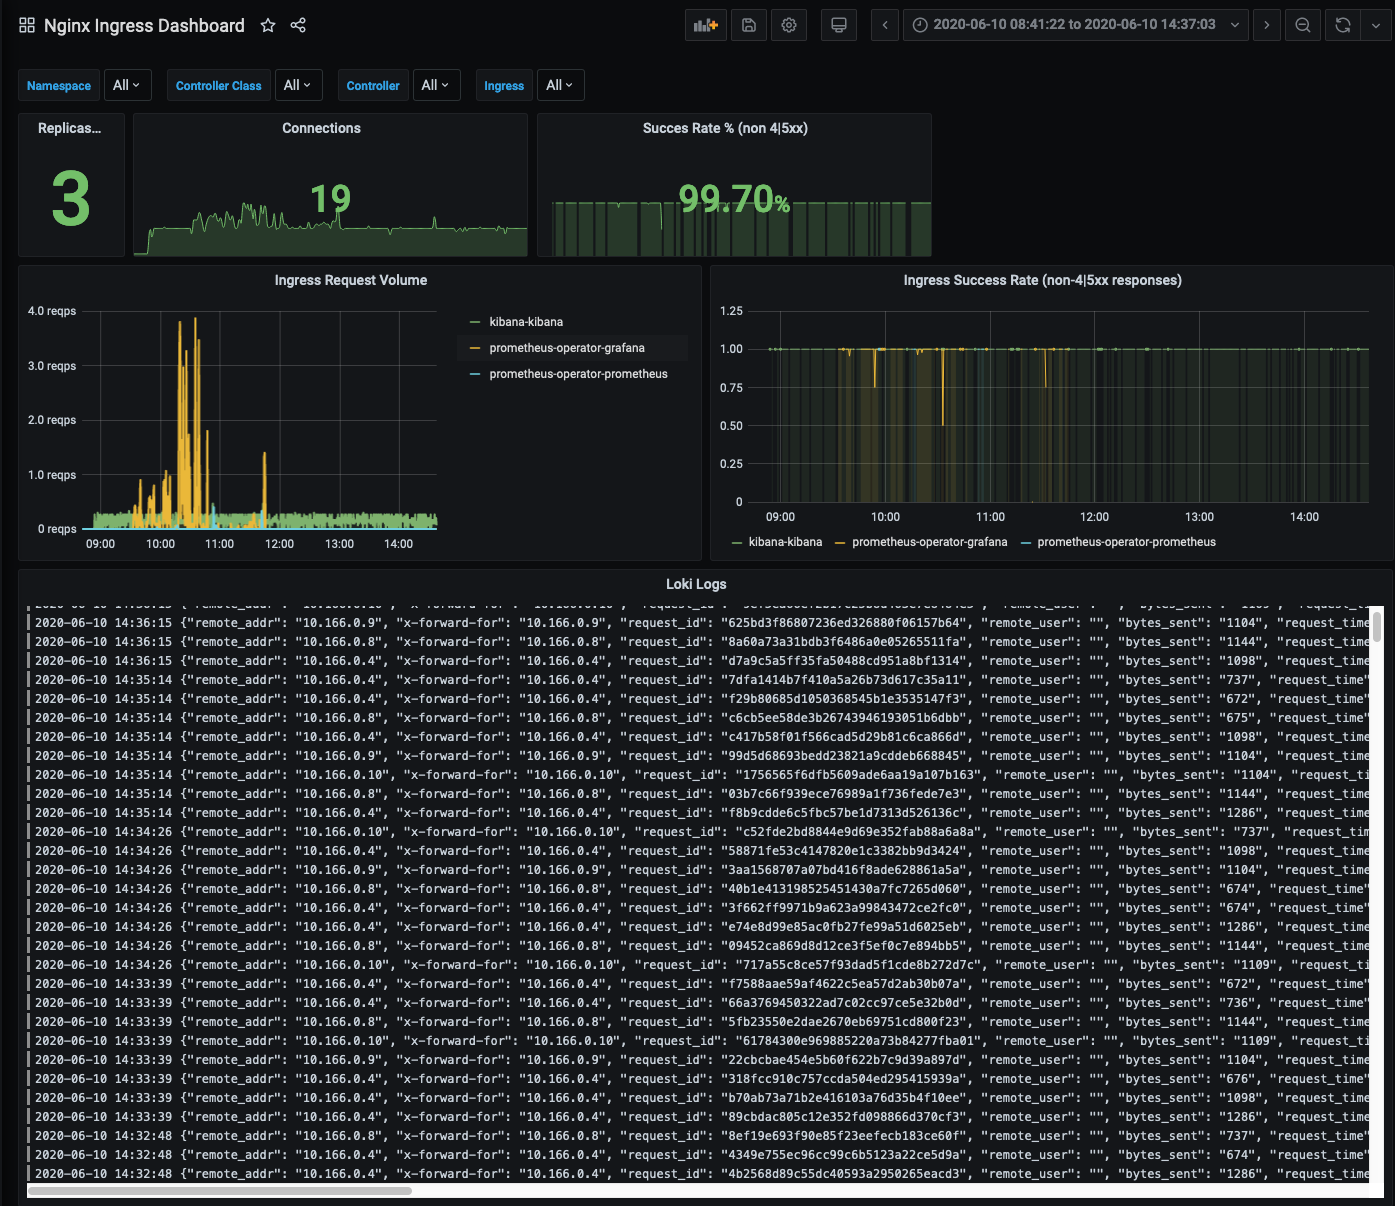 Nginx Ingress Dashboard
2020-06-10 08:41:22 to 2020-06-10 14:37:03
Namespace All Controller Class All Controller All Ingress All
Replicas...
3
Connections
19
Succes Rate % (non 4|5xx)
99.70%
Ingress Request Volume
4.0 reqps
3.0 reqps
2.0 reqps
1.0 reqps
0 reqps
09:00 10:00 11:00 12:00 13:00 14:00
kibana-kibana
prometheus-operator-grafana
prometheus-operator-prometheus
Ingress Success Rate (non-4|5xx responses)
1.25
1.00
0.75
0.50
0.25
0
09:00 10:00 11:00 12:00 13:00 14:00
kibana-kibana prometheus-operator-grafana prometheus-operator-prometheus
Loki Logs
2020-06-10 14:36:15 {"remote_addr": "10.166.0.9", "x-forward-for": "10.166.0.9", "request_id": "625bd3f86807236ed326880f06157b64", "remote_user": "", "bytes_sent": "1104", "request_time
2020-06-10 14:36:15 {"remote_addr": "10.166.0.8", "x-forward-for": "10.166.0.8", "request_id": "8a60a73a31bdb3f6486a0e05265511fa", "remote_user": "", "bytes_sent": "1144", "request_time
2020-06-10 14:36:15 {"remote_addr": "10.166.0.4", "x-forward-for": "10.166.0.4", "request_id": "d7a9c5a5ff35fa50488cd951a8bf1314", "remote_user": "", "bytes_sent": "1098", "request_time
2020-06-10 14:35:14 {"remote_addr": "10.166.0.4", "x-forward-for": "10.166.0.4", "request_id": "7dfa1414b7f410a5a26b73d617c35a11", "remote_user": "", "bytes_sent": "737", "request_time"
2020-06-10 14:35:14 {"remote_addr": "10.166.0.4", "x-forward-for": "10.166.0.4", "request_id": "f29b80685d1050368545b1e3535147f3", "remote_user": "", "bytes_sent": "672", "request_time"
2020-06-10 14:35:14 {"remote_addr": "10.166.0.8", "x-forward-for": "10.166.0.8", "request_id": "c6cb5ee58de3b26743946193051b6dbb", "remote_user": "", "bytes_sent": "675", "request_time"
2020-06-10 14:35:14 {"remote_addr": "10.166.0.4", "x-forward-for": "10.166.0.4", "request_id": "c417b58f01f566cad5d29b81c6ca866d", "remote_user": "", "bytes_sent": "1098", "request_time
2020-06-10 14:35:14 {"remote_addr": "10.166.0.9", "x-forward-for": "10.166.0.9", "request_id": "99d5d68693bedd23821a9cddeb668845", "remote_user": "", "bytes_sent": "1104", "request_time
2020-06-10 14:35:14 {"remote_addr": "10.166.0.10", "x-forward-for": "10.166.0.10", "request_id": "1756565f6dfb5609ade6aa19a107b163", "remote_user": "", "bytes_sent": "1104", "request_ti
2020-06-10 14:35:14 {"remote_addr": "10.166.0.8", "x-forward-for": "10.166.0.8", "request_id": "03b7c66f939ece76989a1f736fede7e3", "remote_user": "", "bytes_sent": "1144", "request_time
2020-06-10 14:35:14 {"remote_addr": "10.166.0.4", "x-forward-for": "10.166.0.4", "request_id": "f8b9cdde6c5fbc57be1d7313d526136c", "remote_user": "", "bytes_sent": "1286", "request_time
2020-06-10 14:34:26 {"remote_addr": "10.166.0.10", "x-forward-for": "10.166.0.10", "request_id": "c52fde2bd8844e9d69e352fab88a6a8a", "remote_user": "", "bytes_sent": "737", "request_tim
2020-06-10 14:34:26 {"remote_addr": "10.166.0.4", "x-forward-for": "10.166.0.4", "request_id": "58871fe53c4147820e1c3382bb9d3424", "remote_user": "", "bytes_sent": "1098", "request_time
2020-06-10 14:34:26 {"remote_addr": "10.166.0.9", "x-forward-for": "10.166.0.9", "request_id": "3aa1568707a07bd416f8ade628861a5a", "remote_user": "", "bytes_sent": "1104", "request_time
2020-06-10 14:34:26 {"remote_addr": "10.166.0.8", "x-forward-for": "10.166.0.8", "request_id": "40b1e413198525451430a7fc7265d060", "remote_user": "", "bytes_sent": "674", "request_time"
2020-06-10 14:34:26 {"remote_addr": "10.166.0.4", "x-forward-for": "10.166.0.4", "request_id": "3f662ff9971b9a623a99843472ce2fc0", "remote_user": "", "bytes_sent": "674", "request_time"
2020-06-10 14:34:26 {"remote_addr": "10.166.0.4", "x-forward-for": "10.166.0.4", "request_id": "e74e8d99e85ac0fb27fe99a51d6025eb", "remote_user": "", "bytes_sent": "1286", "request_time
2020-06-10 14:34:26 {"remote_addr": "10.166.0.8", "x-forward-for": "10.166.0.8", "request_id": "09452ca869d8d12ce3f5ef0c7e894bb5", "remote_user": "", "bytes_sent": "1144", "request_time
2020-06-10 14:34:26 {"remote_addr": "10.166.0.10", "x-forward-for": "10.166.0.10", "request_id": "717a55c8ce57f93dad5f1cde8b272d7c", "remote_user": "", "bytes_sent": "1109", "request_ti
2020-06-10 14:33:39 {"remote_addr": "10.166.0.4", "x-forward-for": "10.166.0.4", "request_id": "f7588aae59af4622c5ea57d2ab30b07a", "remote_user": "", "bytes_sent": "672", "request_time"
2020-06-10 14:33:39 {"remote_addr": "10.166.0.4", "x-forward-for": "10.166.0.4", "request_id": "66a3769450322ad7c02cc97ce5e32b0d", "remote_user": "", "bytes_sent": "736", "request_time"
2020-06-10 14:33:39 {"remote_addr": "10.166.0.8", "x-forward-for": "10.166.0.8", "request_id": "5fb23550e2dae2670eb69751cd800f23", "remote_user": "", "bytes_sent": "1144", "request_time
2020-06-10 14:33:39 {"remote_addr": "10.166.0.10", "x-forward-for": "10.166.0.10", "request_id": "61784300e969885220a73b84277fba01", "remote_user": "", "bytes_sent": "1109", "request_ti
2020-06-10 14:33:39 {"remote_addr": "10.166.0.9", "x-forward-for": "10.166.0.9", "request_id": "22cbcbae454e5b60f622b7c9d39a897d", "remote_user": "", "bytes_sent": "1104", "request_time
2020-06-10 14:33:39 {"remote_addr": "10.166.0.4", "x-forward-for": "10.166.0.4", "request_id": "318fcc910c757ccda504ed295415939a", "remote_user": "", "bytes_sent": "676", "request_time"
2020-06-10 14:33:39 {"remote_addr": "10.166.0.4", "x-forward-for": "10.166.0.4", "request_id": "b70ab73a71b2e416103a76d35b4f10ee", "remote_user": "", "bytes_sent": "1098", "request_time
2020-06-10 14:33:39 {"remote_addr": "10.166.0.4", "x-forward-for": "10.166.0.4", "request_id": "89cbdac805c12e352fd098866d370cf3", "remote_user": "", "bytes_sent": "1286", "request_time
2020-06-10 14:32:48 {"remote_addr": "10.166.0.8", "x-forward-for": "10.166.0.8", "request_id": "8ef19e693f90e85f23eefecb183ce60f", "remote_user": "", "bytes_sent": "737", "request_time"
2020-06-10 14:32:48 {"remote_addr": "10.166.0.4", "x-forward-for": "10.166.0.4", "request_id": "4349e755ec96cc99c6b5123a22ce5d9a", "remote_user": "", "bytes_sent": "674", "request_time"
2020-06-10 14:32:48 {"remote_addr": "10.166.0.4", "x-forward-for": "10.166.0.4", "request_id": "4b2568d89c55dc40593a2950265eacd3", "remote_user": "", "bytes_sent": "1286", "request_time